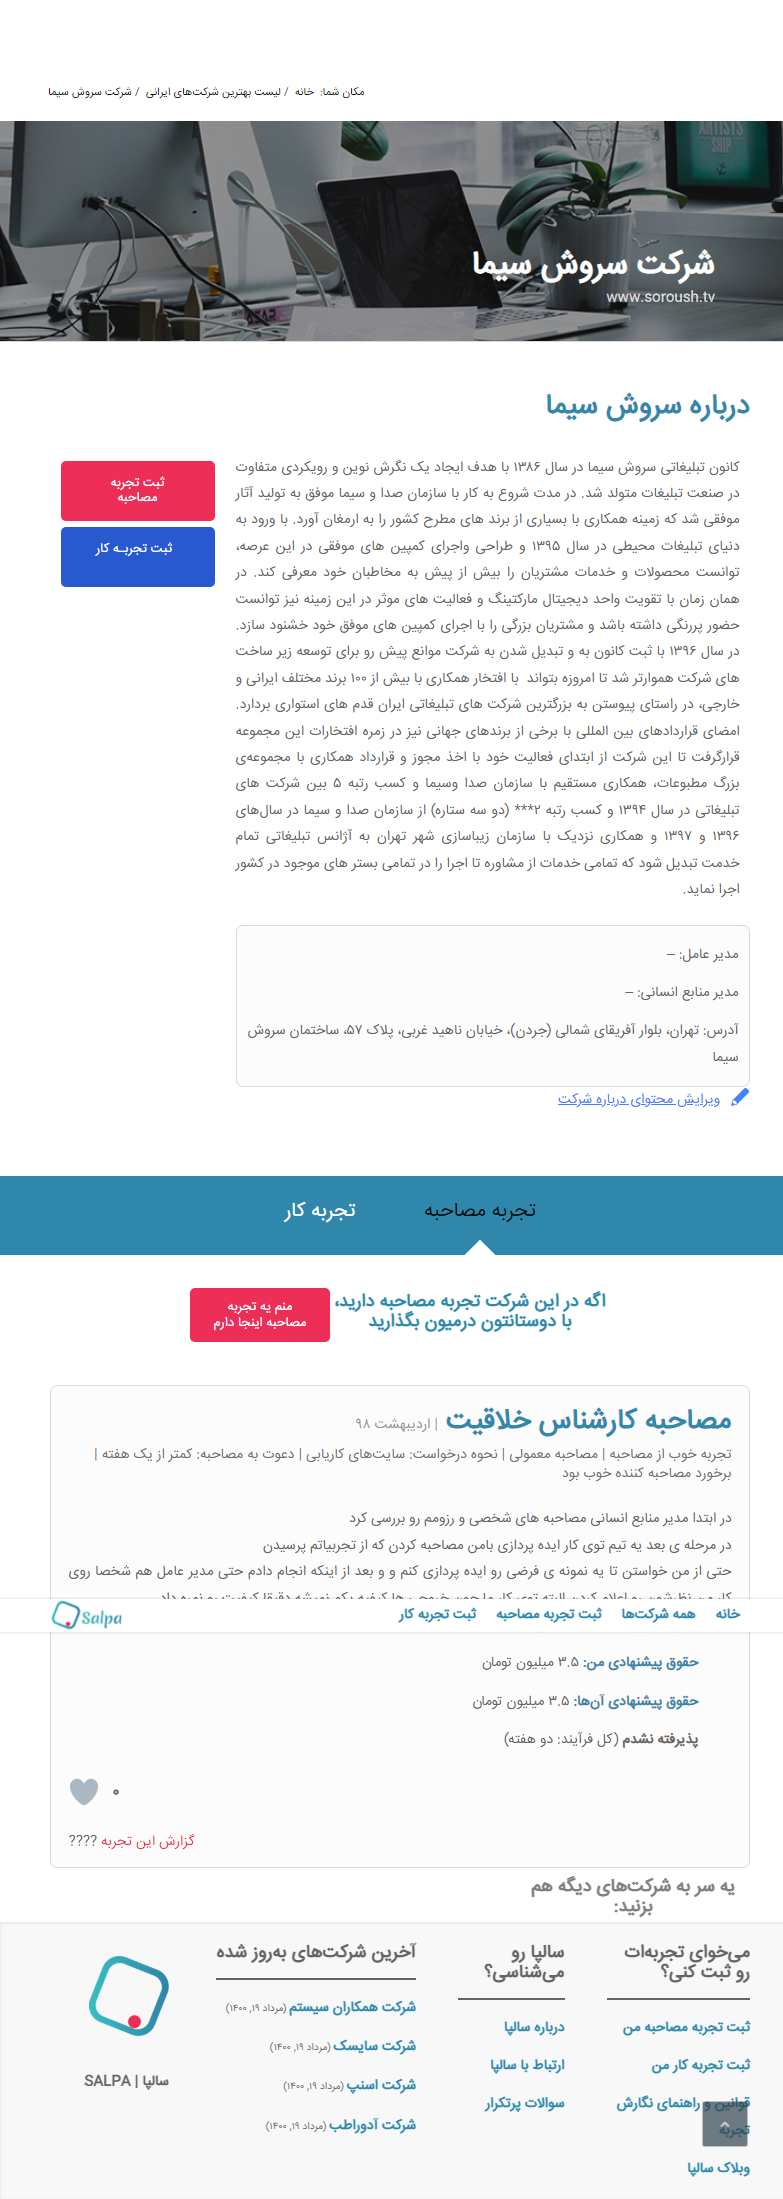 مکان شما: خانه / لیست بهترین شرکت‌های ایرانی / شرکت سروش سیما
ARTISTS
SHIP
شرکت سروش سیما
www.soroush.tv
درباره سروش سیما
ثبت تجربه
مصاحبه
ثبت تجربـه کار
کانون تبلیغاتی سروش سیما در سال ۱۳۸۶ با هدف ایجاد یک نگرش نوین و رویکردی متفاوت
در صنعت تبلیغات متولد شد. در مدت شروع به کار با سازمان صدا و سیما موفق به تولید آثار
موفقی شد که زمینه همکاری با بسیاری از برند های مطرح کشور را به ارمغان آورد. با ورود به
دنیای تبلیغات محیطی در سال ۱۳۹۵ و طراحی واجرای کمپین های موفقی در این عرصه،
توانست محصولات و خدمات مشتریان را بیش از پیش به مخاطبان خود معرفی کند. در
همان زمان با تقویت واحد دیجیتال مارکتینگ و فعالیت های موثر در این زمینه نیز توانست
حضور پررنگی داشته باشد و مشتریان بزرگی را با اجرای کمپین های موفق خود خشنود سازد.
در سال ۱۳۹۶ با ثبت کانون به و تبدیل شدن به شرکت موانع پیش رو برای توسعه زیر ساخت
های شرکت هموارتر شد تا امروزه بتواند با افتخار همکاری با بیش از ۱۰۰ برند مختلف ایرانی و
خارجی، در راستای پیوستن به بزرگترین شرکت های تبلیغاتی ایران قدم های استواری بردارد.
امضای قراردادهای بین المللی با برخی از برندهای جهانی نیز در زمره افتخارات این مجموعه
قرارگرفت تا این شرکت از ابتدای فعالیت خود با اخذ مجوز و قرارداد همکاری با مجموعه‌ی
بزرگ مطبوعات، همکاری مستقیم با سازمان صدا وسیما و کسب رتبه ۵ بین شرکت های
تبلیغاتی در سال ۱۳۹۴ و کسب رتبه ۲*** (دو سه ستاره) از سازمان صدا و سیما در سال‌های
۱۳۹۶ و ۱۳۹۷ و همکاری نزدیک با سازمان زیباسازی شهر تهران به آژانس تبلیغاتی تمام
خدمت تبدیل شود که تمامی خدمات از مشاوره تا اجرا را در تمامی بستر های موجود در کشور
اجرا نماید.
مدیر عامل: –
مدیر منابع انسانی: –
آدرس: تهران، بلوار آفریقای شمالی (جردن)، خیابان ناهید غربی، پلاک ۵۷، ساختمان سروش
سیما
ویرایش محتوای درباره شرکت
تجربه مصاحبه
تجربه کار
اگه در این شرکت تجربه مصاحبه دارید،
با دوستانتون درمیون بگذارید
منم یه تجربه
مصاحبه اینجا دارم
مصاحبه کارشناس خلاقیت | اردیبهشت ۹۸
تجربه خوب از مصاحبه | مصاحبه معمولی | نحوه درخواست: سایت‌های کاریابی | دعوت به مصاحبه: کمتر از یک هفته |
برخورد مصاحبه کننده خوب بود
در ابتدا مدیر منابع انسانی مصاحبه های شخصی و رزومم رو بررسی کرد
در مرحله ی بعد یه تیم توی کار ایده پردازی بامن مصاحبه کردن که از تجربیاتم پرسیدن
حتی از من خواستن تا یه نمونه ی فرضی رو ایده پردازی کنم و و بعد از اینکه انجام دادم حتی مدیر عامل هم شخصا روی
خانه
همه شرکت‌ها
ثبت تجربه مصاحبه
ثبت تجربه کار
Salpa
حقوق پیشنهادی من: ۳.۵ میلیون تومان
حقوق پیشنهادی آن‌ها: ۳.۵ میلیون تومان
پذیرفته نشدم (کل فرآیند: دو هفته)
۰
گزارش این تجربه ????
یه سر به شرکت‌های دیگه هم
بزنید:
می‌خوای تجربه‌ات
رو ثبت کنی؟
ثبت تجربه مصاحبه من
ثبت تجربه کار من
قوانین و راهنمای نگارش
تجربه
وبلاک سالپا
سالپا رو
می‌شناسی؟
درباره سالپا
ارتباط با سالپا
سوالات پرتکرار
آخرین شرکت‌های به‌روز شده
شرکت همکاران سیستم (مرداد ۱۹, ۱۴۰۰)
شرکت سایسک (مرداد ۱۹, ۱۴۰۰)
شرکت اسنپ (مرداد ۱۹, ۱۴۰۰)
شرکت آدوراطب (مرداد ۱۹, ۱۴۰۰)
سالپا | SALPA